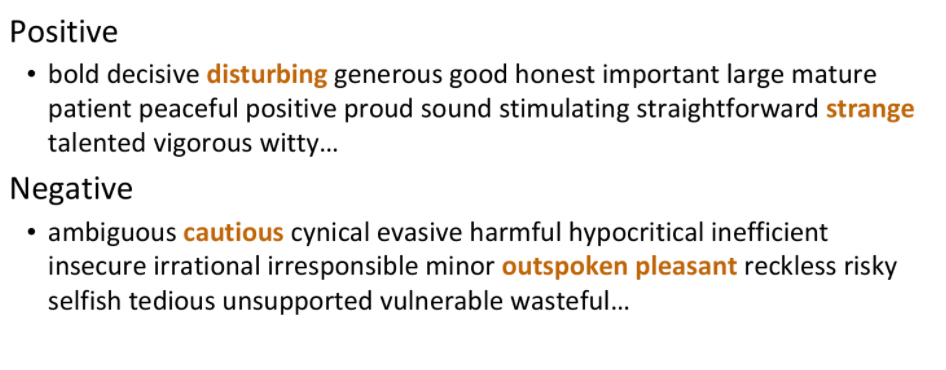 Positive
• bold decisive disturbing generous good honest important large mature
patient peaceful positive proud sound stimulating straightforward strange
talented vigorous witty…
Negative
• ambiguous cautious cynical evasive harmful hypocritical inefficient
insecure irrational irresponsible minor outspoken pleasant reckless risky
selfish tedious unsupported vulnerable wasteful…